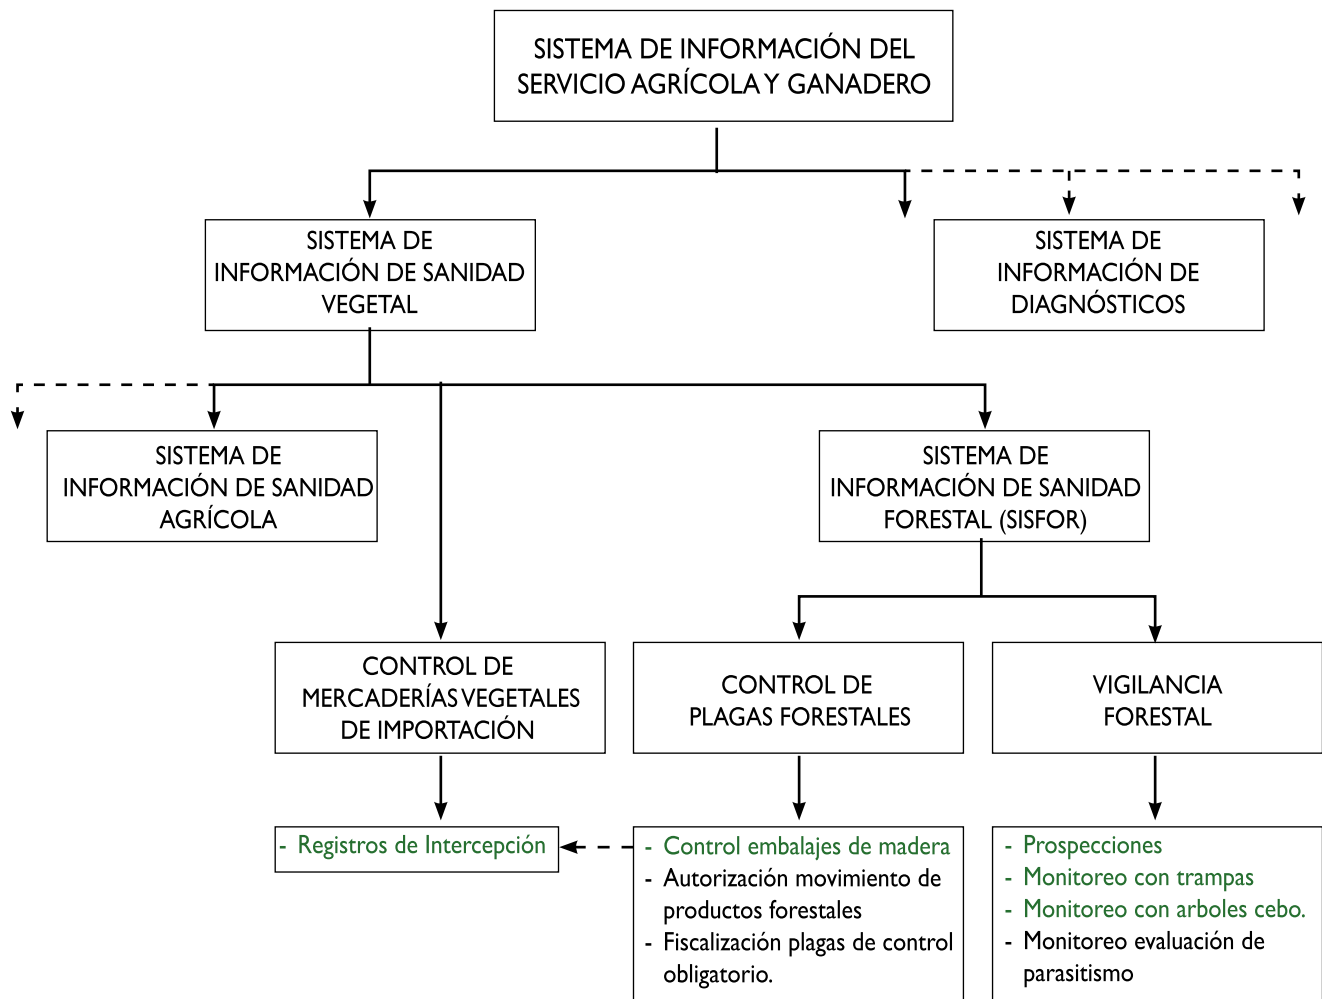 SISTEMA DE INFORMACIÓN DEL
SERVICIO AGRÍCOLA Y GANADERO
SISTEMA DE
INFORMACIÓN DE SANIDAD
VEGETAL
SISTEMA DE
INFORMACIÓN DE
DIAGNÓSTICOS
SISTEMA DE
INFORMACIÓN DE SANIDAD
AGRÍCOLA
SISTEMA DE
INFORMACIÓN DE SANIDAD
FORESTAL (SISFOR)
CONTROL DE
MERCADERÍAS VEGETALES
DE IMPORTACIÓN
CONTROL DE
PLAGAS FORESTALES
VIGILANCIA
FORESTAL
- Registros de Intercepción
- Control embalajes de madera
- Autorización movimiento de
productos forestales
- Fiscalización plagas de control
obligatorio.
- Prospecciones
- Monitoreo con trampas
- Monitoreo con arboles cebo.
- Monitoreo evaluación de
parasitismo